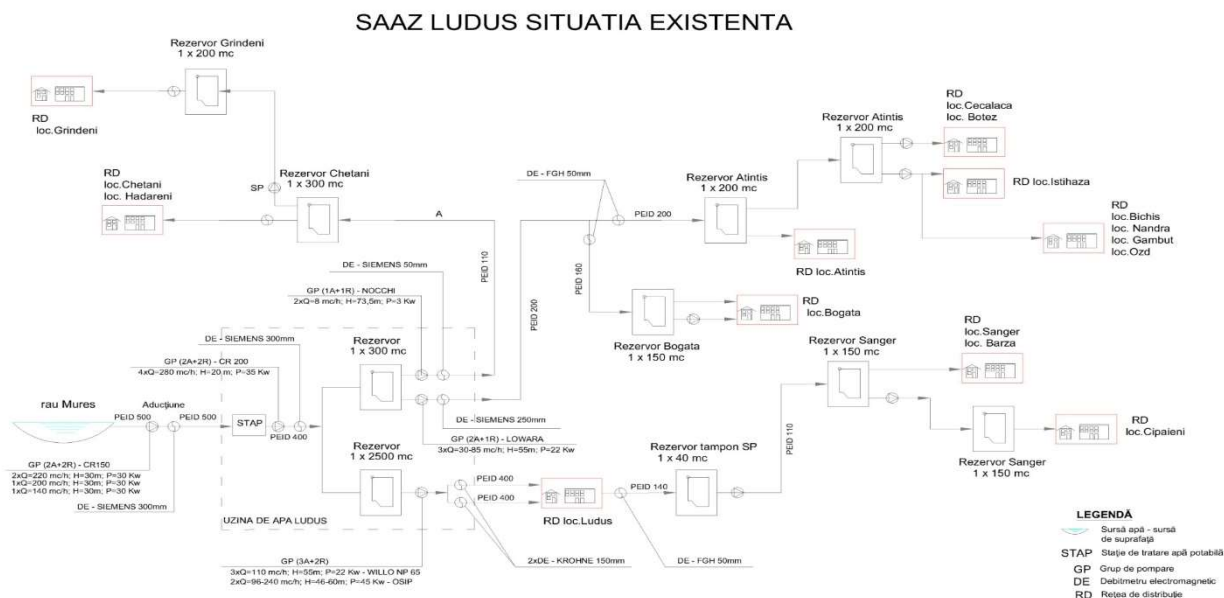 SAAZ LUDUS SITUATIA EXISTENTA
Rezervor Grindeni
1 x 200 mc
RD
loc.Grindeni
RD
loc.Chetani
loc. Hadareni
SP
Rezervor Chetani
1 x 300 mc
A
PEID 110
DE - SIEMENS 50mm
GP (1A+1R) - NOCCHI
2xQ=8 mc/h; H=73,5m; P=3 Kw
PEID 200
DE - FGH 50mm
PEID 200
PEID 160
Rezervor Atintis
1 x 200 mc
RD loc.Atintis
Rezervor Atintis
1 x 200 mc
RD
loc.Cecalaca
loc. Botez
RD loc.Istihaza
RD
loc.Bichis
loc. Nandra
loc. Gambut
loc. Ozd
Rezervor Bogata
1 x 150 mc
RD
loc.Bogata
DE - SIEMENS 300mm
GP (2A+2R) - CR 200
4xQ=280 mc/h; H=20 m; P=35 Kw
rau Mures
Aducțiune
PEID 500
PEID 500
GP (2A+2R) - CR150
2xQ=220 mc/h; H=30m; P=30 Kw
1xQ=200 mc/h; H=30m; P=30 Kw
1xQ=140 mc/h; H=30m; P=30 Kw
DE - SIEMENS 300mm
STAP
PEID 400
Rezervor
1 x 300 mc
Rezervor
1 x 2500 mc
UZINA DE APA LUDUS
DE - SIEMENS 250mm
GP (2A+1R) - LOWARA
3xQ=30-85 mc/h; H=55m; P=22 Kw
PEID 400
PEID 400
GP (3A+2R)
3xQ=110 mc/h; H=55m; P=22 Kw - WILLO NP 65
2xQ=96-240 mc/h; H=46-60m; P=45 Kw - OSIP
2xDE - KROHNE 150mm
RD loc.Ludus
PEID 140
DE - FGH 50mm
Rezervor tampon SP
1 x 40 mc
PEID 110
Rezervor Sanger
1 x 150 mc
RD
loc.Sanger
loc. Barza
Rezervor Sanger
1 x 150 mc
RD
loc.Cipaieni
LEGENDĂ
Sursă apă - sursă
de suprafață
STAP Stație de tratare apă potabilă
GP Grup de pompare
DE Debitmetru electromagnetic
RD Rețea de distribuție